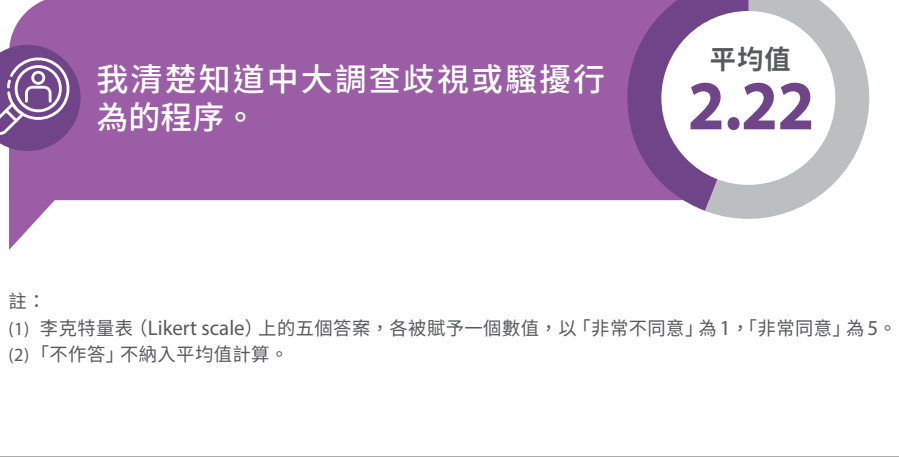 我清楚知道中大調查歧視或騷擾行
為的程序。
平均值
2.22
註：
(1) 李克特量表（Likert scale）上的五個答案，各被賦予一個數值，以「非常不同意」為1，「非常同意」為5。
(2)「不作答」不納入平均值計算。